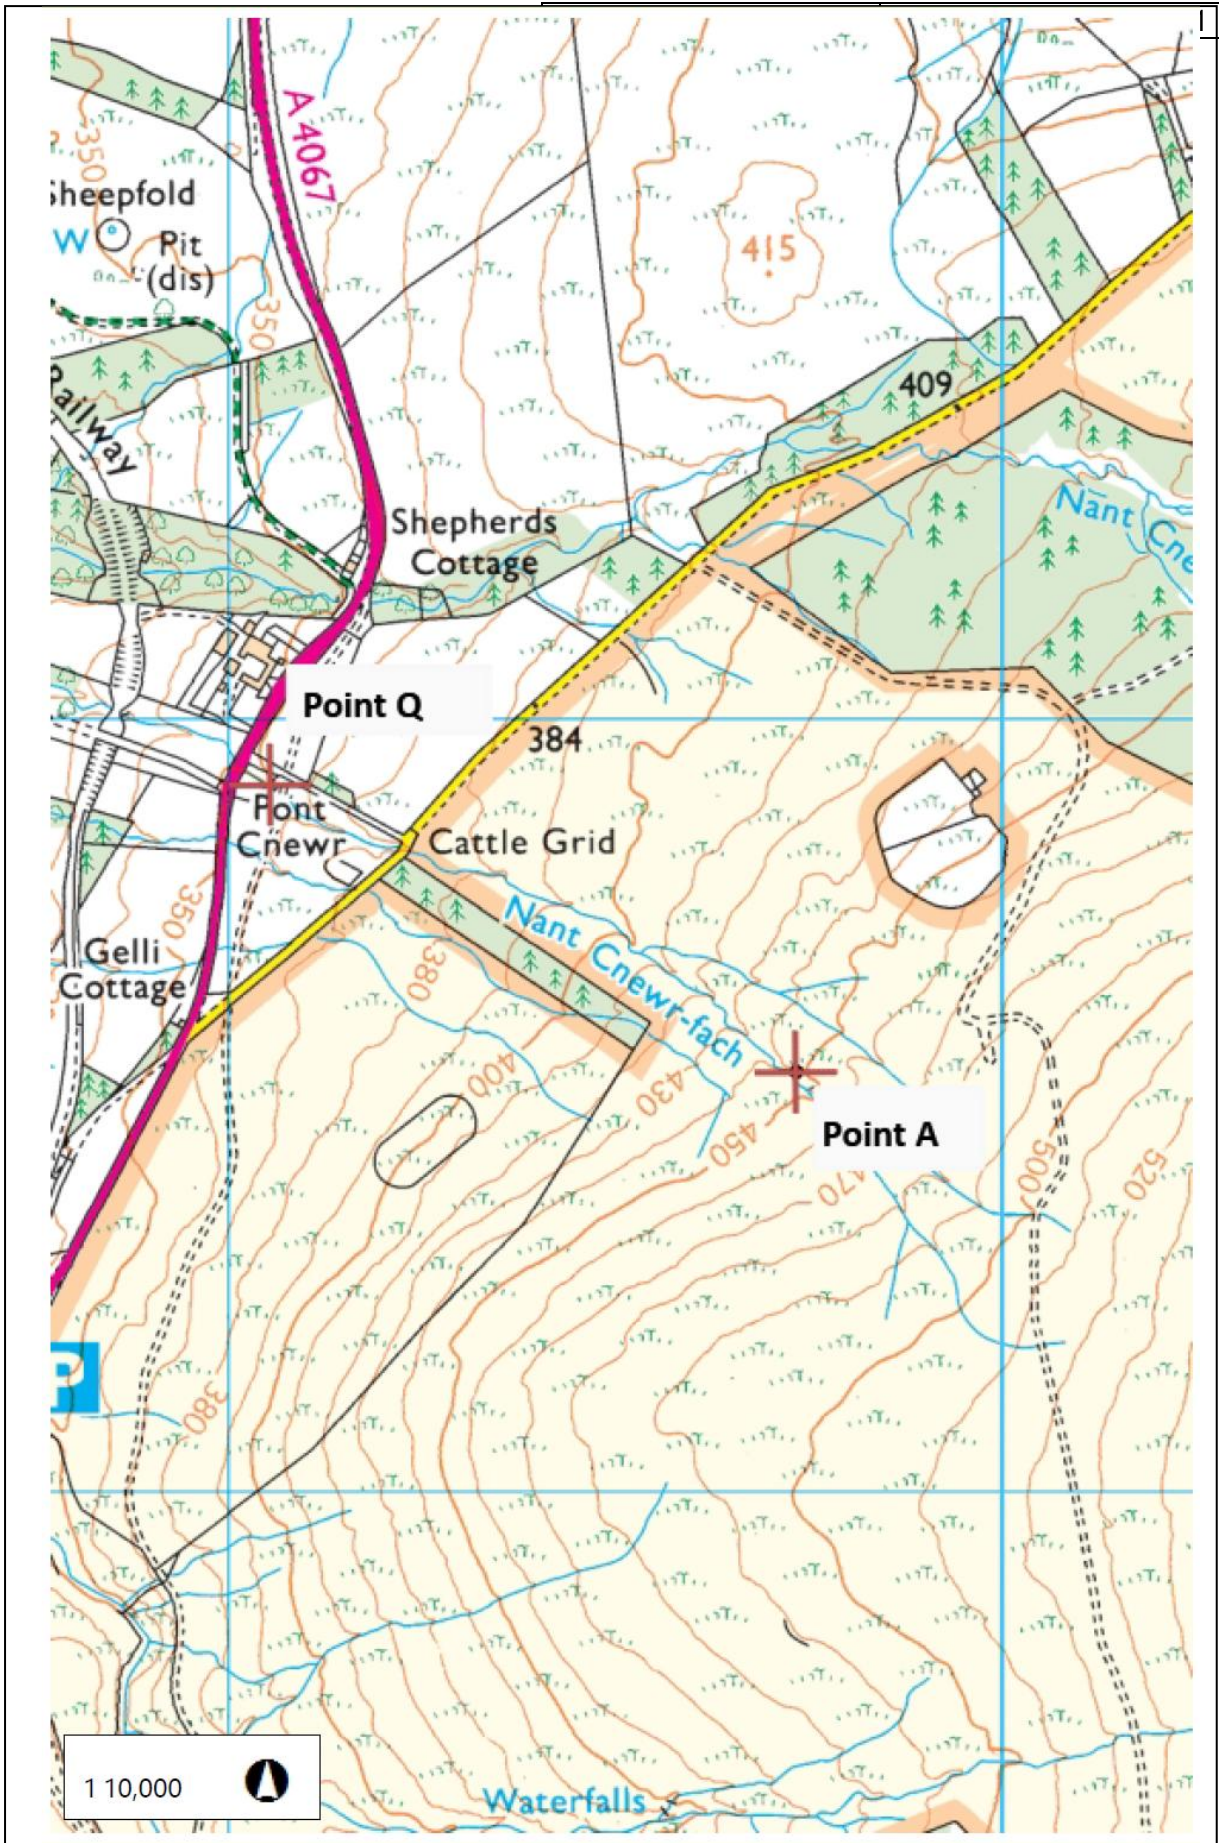 A4067
350
Sheepfold
W
Pit
(dis)
350
415
409
Railway
Shepherds
Cottage
Nant Cne
Point Q
384
Pont
Cnewr
Cattle Grid
350
Gelli
Cottage
380
Nant Cnewr-fach
400
430
Point A
450
470
500
520
P
380
1 10,000
Waterfalls